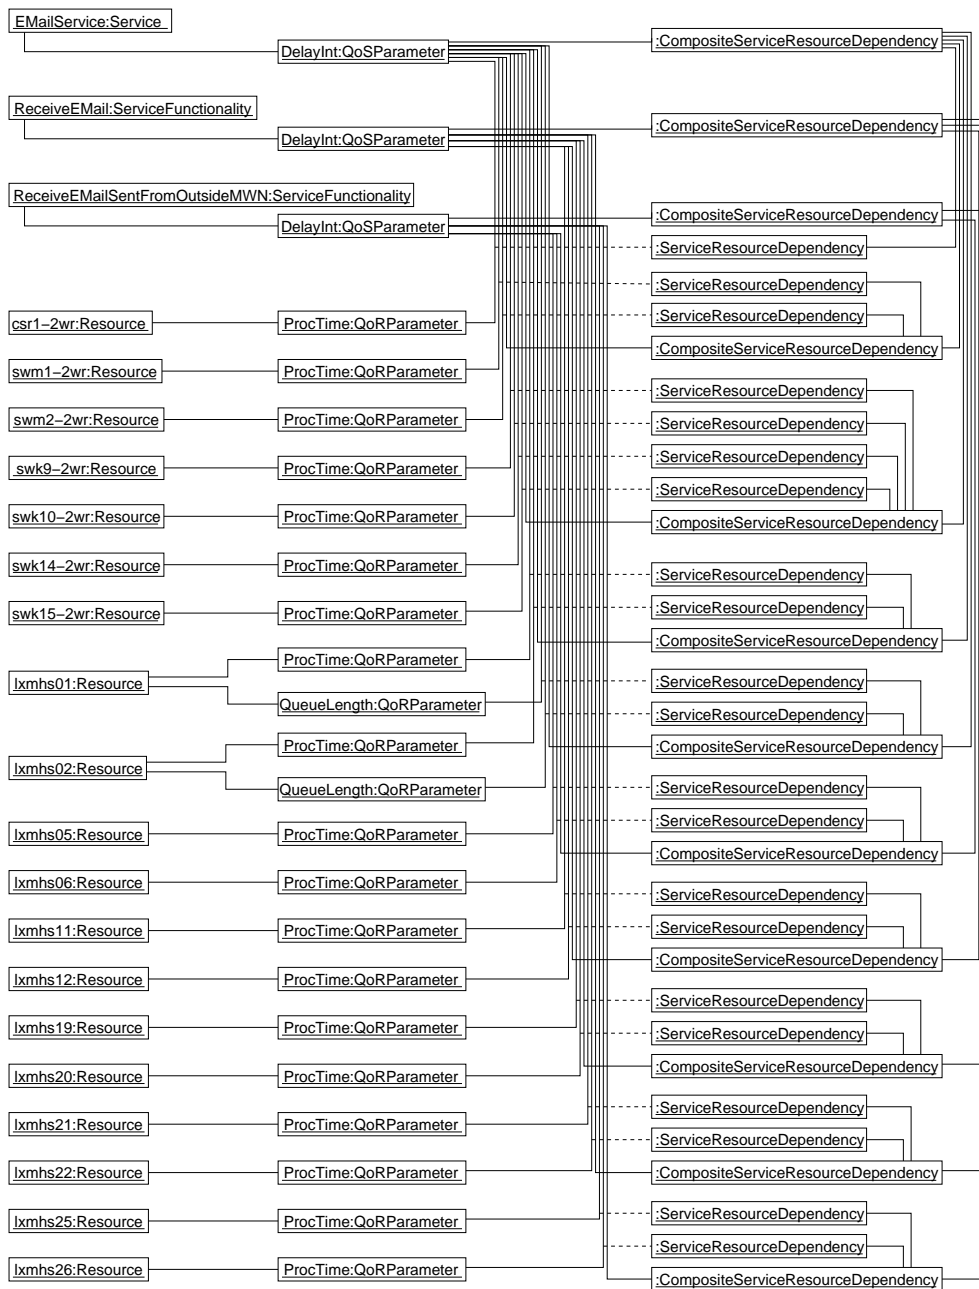 EMailService:Service
DelayInt:QoSParameter
:CompositeServiceResourceDependency
ReceiveEMail:ServiceFunctionality
DelayInt:QoSParameter
:CompositeServiceResourceDependency
ReceiveEMailSentFromOutsideMWN:ServiceFunctionality
DelayInt:QoSParameter
:CompositeServiceResourceDependency
:ServiceResourceDependency
:ServiceResourceDependency
csr1−2wr:Resource
ProcTime:QoRParameter
:ServiceResourceDependency
:CompositeServiceResourceDependency
swm1−2wr:Resource
ProcTime:QoRParameter
:ServiceResourceDependency
swm2−2wr:Resource
ProcTime:QoRParameter
:ServiceResourceDependency
:ServiceResourceDependency
swk9−2wr:Resource
ProcTime:QoRParameter
:ServiceResourceDependency
swk10−2wr:Resource
ProcTime:QoRParameter
:CompositeServiceResourceDependency
swk14−2wr:Resource
ProcTime:QoRParameter
:ServiceResourceDependency
swk15−2wr:Resource
ProcTime:QoRParameter
:ServiceResourceDependency
:CompositeServiceResourceDependency
ProcTime:QoRParameter
lxmhs01:Resource
:ServiceResourceDependency
QueueLength:QoRParameter
:ServiceResourceDependency
ProcTime:QoRParameter
:CompositeServiceResourceDependency
lxmhs02:Resource
QueueLength:QoRParameter
:ServiceResourceDependency
lxmhs05:Resource
ProcTime:QoRParameter
:ServiceResourceDependency
:CompositeServiceResourceDependency
lxmhs06:Resource
ProcTime:QoRParameter
:ServiceResourceDependency
lxmhs11:Resource
ProcTime:QoRParameter
:ServiceResourceDependency
:CompositeServiceResourceDependency
lxmhs12:Resource
ProcTime:QoRParameter
:ServiceResourceDependency
lxmhs19:Resource
ProcTime:QoRParameter
:ServiceResourceDependency
:CompositeServiceResourceDependency
lxmhs20:Resource
ProcTime:QoRParameter
:ServiceResourceDependency
lxmhs21:Resource
ProcTime:QoRParameter
:ServiceResourceDependency
lxmhs22:Resource
ProcTime:QoRParameter
:CompositeServiceResourceDependency
:ServiceResourceDependency
lxmhs25:Resource
ProcTime:QoRParameter
:ServiceResourceDependency
lxmhs26:Resource
ProcTime:QoRParameter
:CompositeServiceResourceDependency